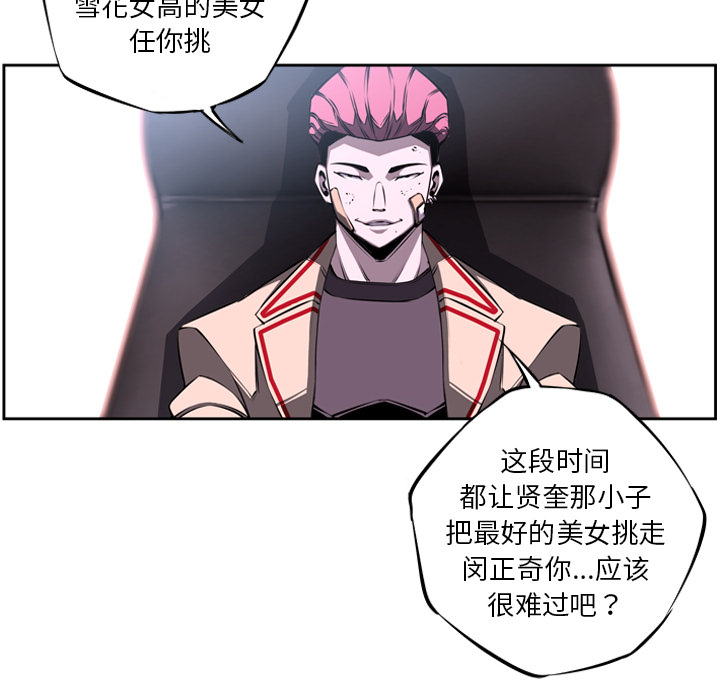 雪花女高的美女
任你挑
这段时间
都让贤奎那小子
把最好的美女挑走
闵正奇你...应该
很难过吧？